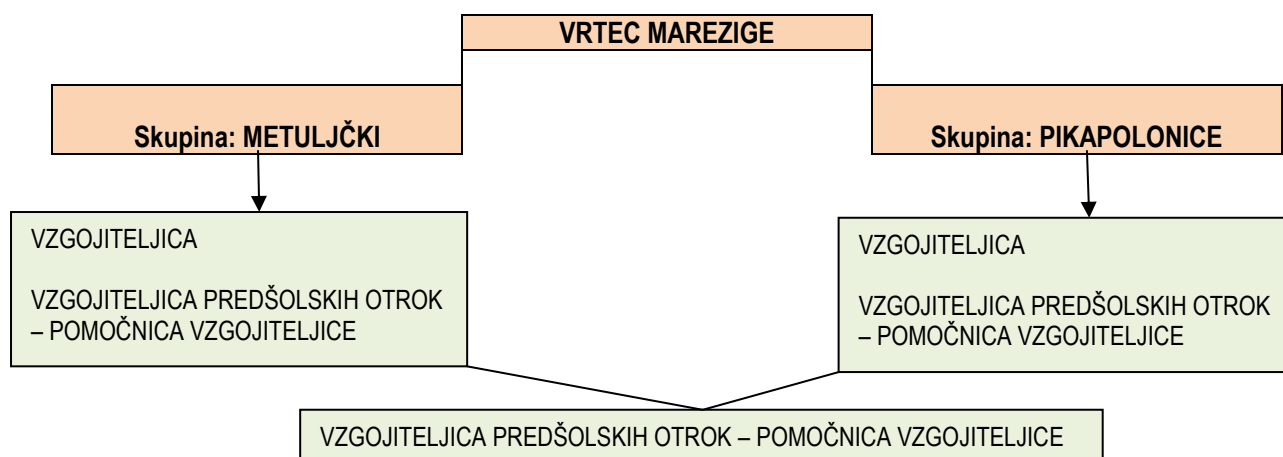 VRTEC MAREZIGE
Skupina: METULJČKI
Skupina: PIKAPOLONICE
VZGOJITELJICA
VZGOJITELJICA PREDŠOLSKIH OTROK
– POMOČNICA VZGOJITELJICE
VZGOJITELJICA
VZGOJITELJICA PREDŠOLSKIH OTROK
– POMOČNICA VZGOJITELJICE
VZGOJITELJICA PREDŠOLSKIH OTROK – POMOČNICA VZGOJITELJICE